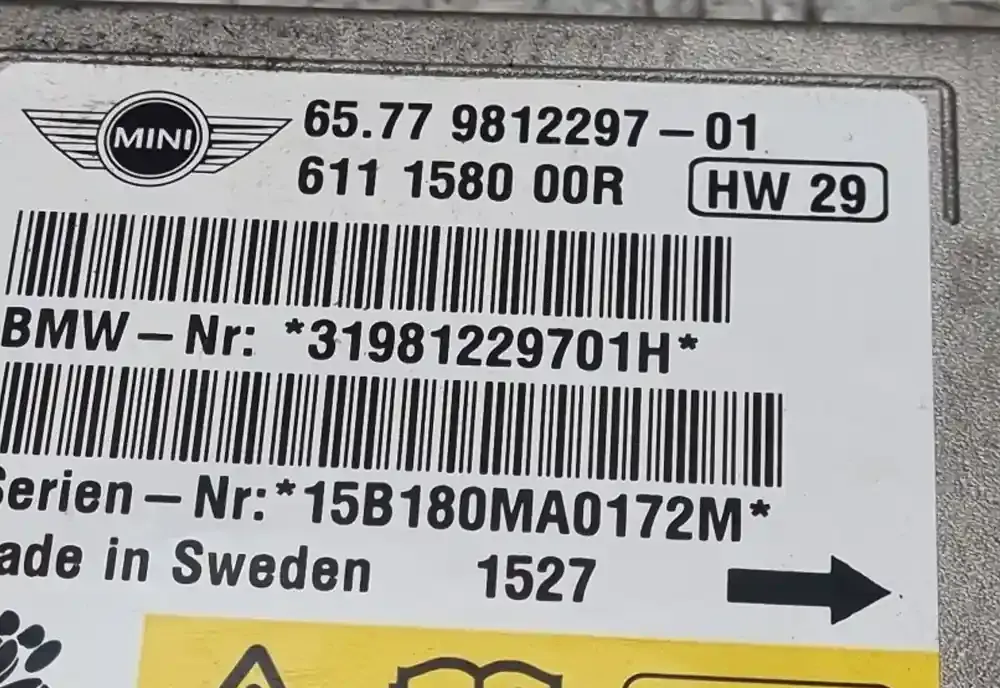 MINI
65.77 9812297-01
611 1580 00R
HW 29
BMW-Nr: *31981229701H*
Serien-Nr:*15B180MA0172M*
ade in Sweden 1527